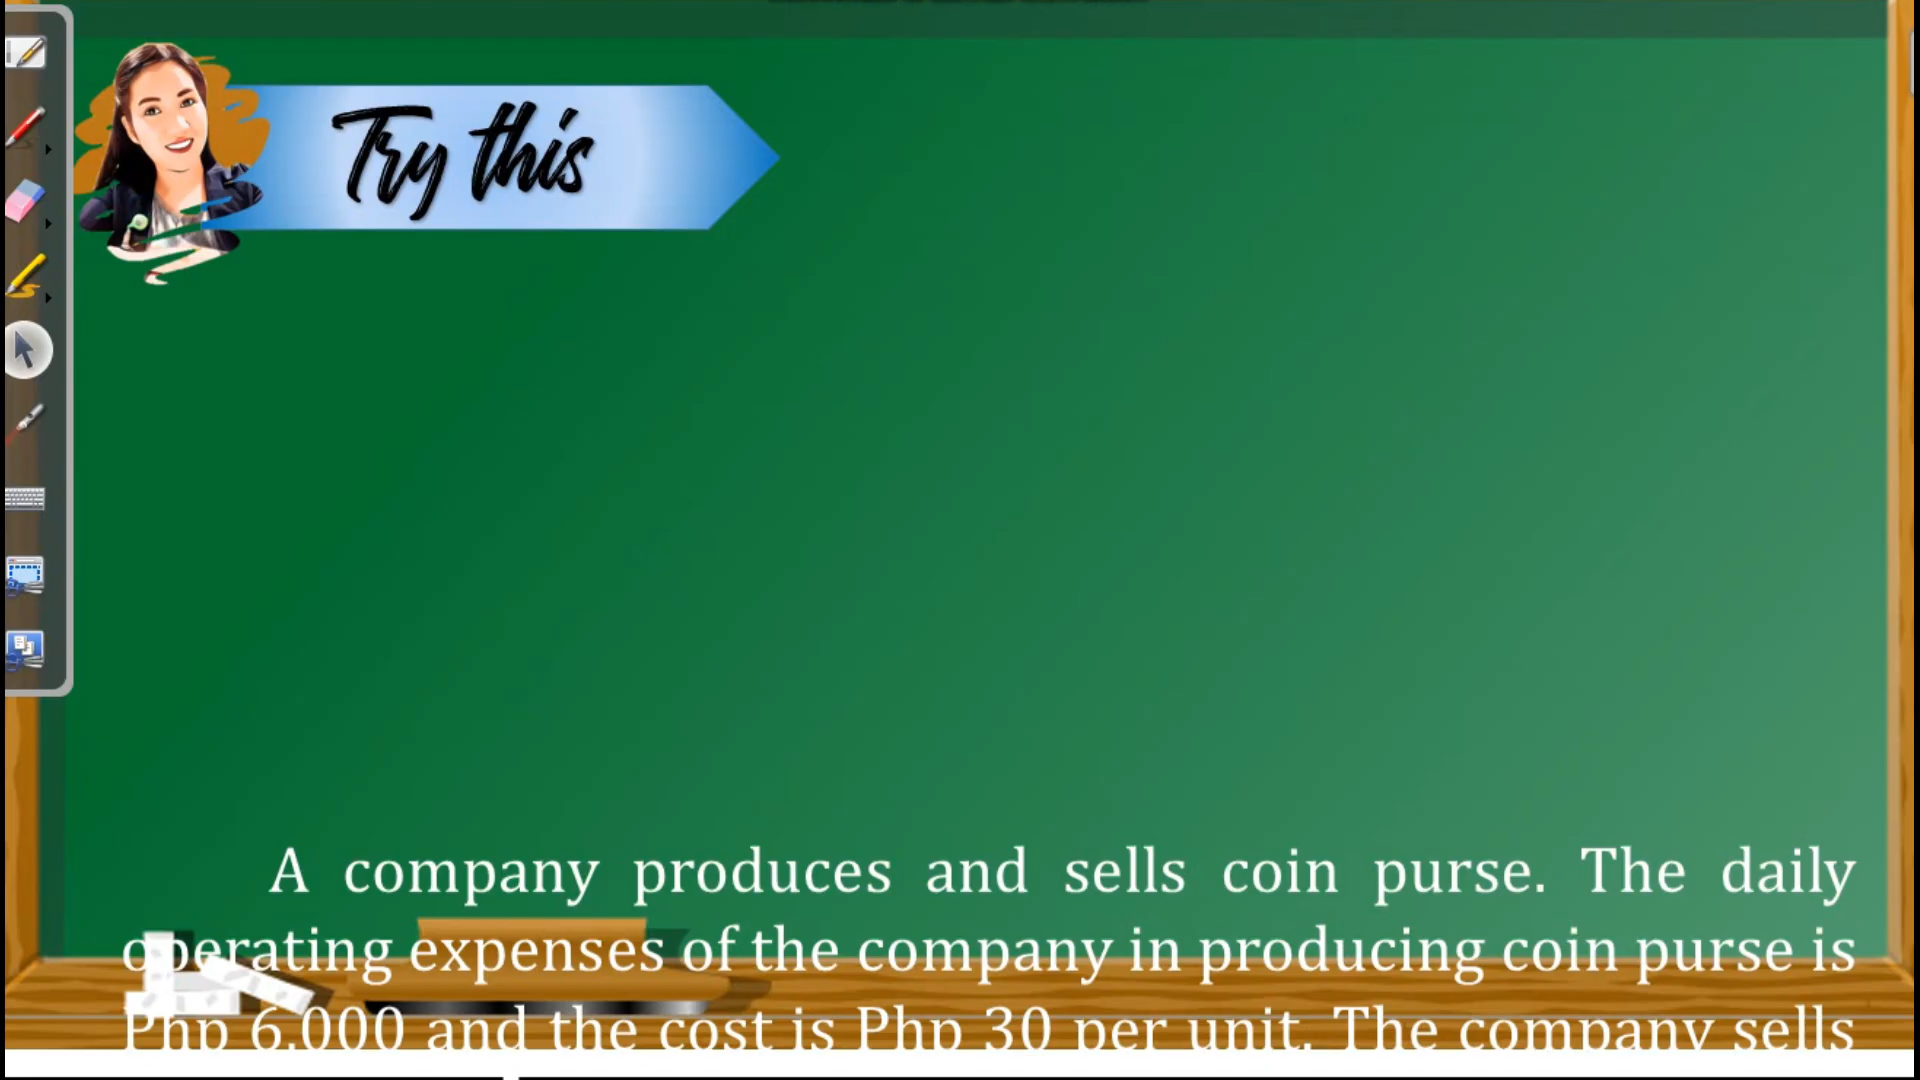 Try this
A company produces and sells coin purse. The daily
operating expenses of the company in producing coin purse is
Php 6,000 and the cost is Php 30 per unit. The company sells